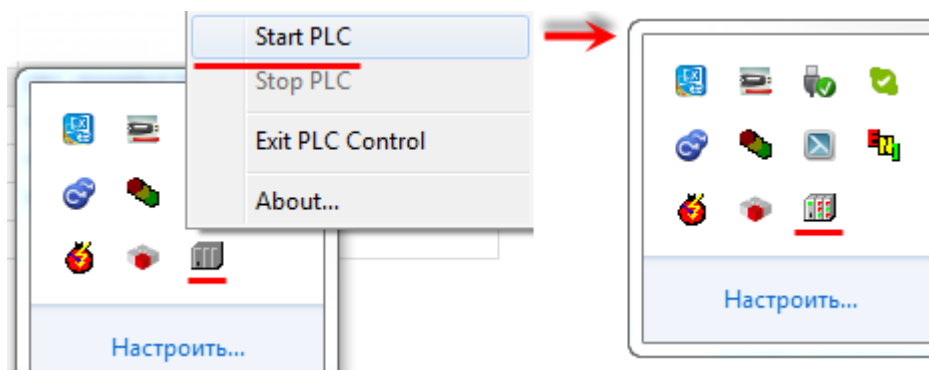 Start PLC
Stop PLC
Exit PLC Control
About...
Настроить...
Настроить...